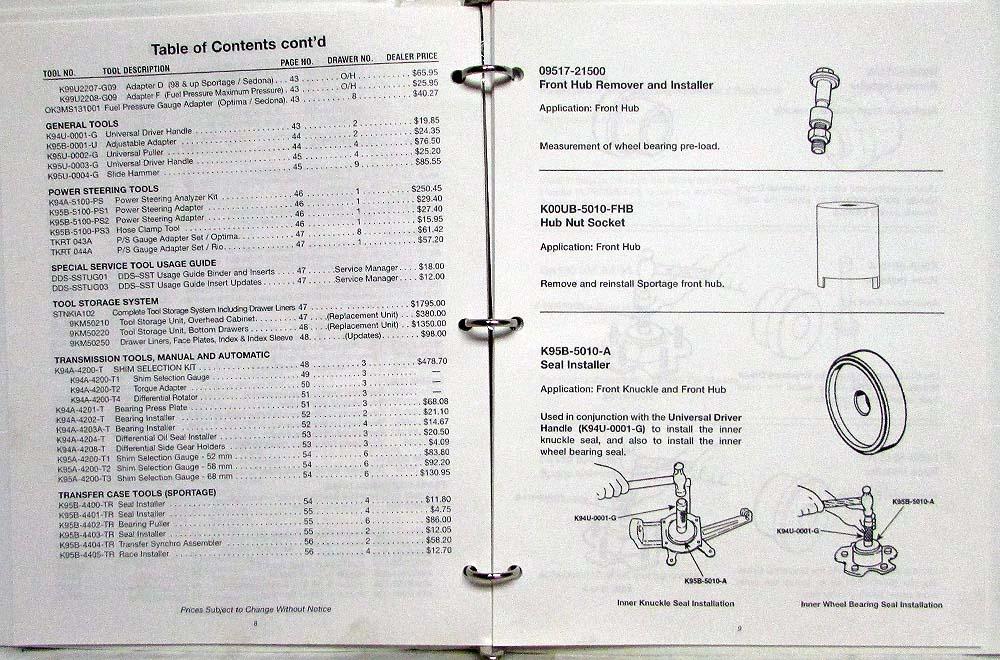 Table of Contents cont'd
TOOL NO. TOOL DESCRIPTION PAGE NO. DRAWER NO. DEALER PRICE
K99U2207-G09 Adapter D (98 & up Sportage / Sedona) . . . 43 . . . . . . . . . O/H . . . . . . . . . . . $65.95
K99U2208-G09 Adapter F (Fuel Pressure Maximum Pressure) . 43 . . . . . . . . . O/H . . . . . . . . . . . $25.95
OK3MS131001 Fuel Pressure Gauge Adapter (Optima / Sedona). 43 . . . . . . . . . . . 8 . . . . . . . . . . . $40.27
GENERAL TOOLS
K94U-0001-G Universal Driver Handle . . . . . . . . . . 43 . . . . . . . . . . 2 . . . . . . . . . . $19.85
K95B-0001-U Adjustable Adapter . . . . . . . . . . 44 . . . . . . . . . . 2 . . . . . . . . . . $24.35
K95U-0002-G Universal Puller . . . . . . . . . . 44 . . . . . . . . . . 4 . . . . . . . . . . $76.50
K95U-0003-G Universal Driver Handle . . . . . . . . . . 45 . . . . . . . . . . 4 . . . . . . . . . . $25.20
K95U-0004-G Slide Hammer . . . . . . . . . . 45 . . . . . . . . . . 9 . . . . . . . . . . $85.55
POWER STEERING TOOLS
K94A-5100-PS Power Steering Analyzer Kit . . . . . . . . . . 46 . . . . . . . . . . 1 . . . . . . . . . . $250.45
K95B-5100-PS1 Power Steering Adapter . . . . . . . . . . 46 . . . . . . . . . . 1 . . . . . . . . . . $29.40
K95B-5100-PS2 Power Steering Adapter . . . . . . . . . . 46 . . . . . . . . . . 1 . . . . . . . . . . $27.40
K95B-5100-PS3 Hose Clamp Tool . . . . . . . . . . 46 . . . . . . . . . . 1 . . . . . . . . . . $15.95
TKRT 043A P/S Gauge Adapter Set / Optima . . . . . . . . . . 47 . . . . . . . . . . 8 . . . . . . . . . . $61.42
TKRT 044A P/S Gauge Adapter Set / Rio . . . . . . . . . . 47 . . . . . . . . . . 1 . . . . . . . . . . $57.20
SPECIAL SERVICE TOOL USAGE GUIDE
DDS-SSTUG01 DDS–SST Usage Guide Binder and Inserts . . . 47 . . . . . . Service Manager . . . . $18.00
DDS-SSTUG03 DDS–SST Usage Guide Insert Updates . . . . . . 47 . . . . . . Service Manager . . . . $12.00
TOOL STORAGE SYSTEM
STNKIA102 Complete Tool Storage System Including Drawer Liners 47 . . . . . . . . . . . . . . . . . . . . $1795.00
9KM50210 Tool Storage Unit, Overhead Cabinet . . . . . . 47 . . . (Replacement Unit) . . $380.00
9KM50220 Tool Storage Unit, Bottom Drawers . . . . . . 48 . . . (Replacement Unit) . . $1350.00
9KM50250 Drawer Liners, Face Plates, Index & Index Sleeve 48 . . . . . . (Updates) . . . . . . $98.00
TRANSMISSION TOOLS, MANUAL AND AUTOMATIC
K94A-4200-T SHIM SELECTION KIT . . . . . . . . . . 48 . . . . . . . . . . 3 . . . . . . . . . . $478.70
K94A-4200-T1 Shim Selection Gauge . . . . . . . . . . 49 . . . . . . . . . . 3 . . . . . . . . . . —
K94A-4200-T2 Torque Adapter . . . . . . . . . . 50 . . . . . . . . . . 3 . . . . . . . . . . —
K94A-4200-T4 Differential Rotator . . . . . . . . . . 51 . . . . . . . . . . 3 . . . . . . . . . . —
K94A-4201-T Bearing Press Plate . . . . . . . . . . 51 . . . . . . . . . . 3 . . . . . . . . . . $68.08
K94A-4202-T Bearing Installer . . . . . . . . . . 52 . . . . . . . . . . 2 . . . . . . . . . . $21.10
K94A-4203A-T Bearing Installer . . . . . . . . . . 52 . . . . . . . . . . 4 . . . . . . . . . . $14.67
K94A-4204-T Differential Oil Seal Installer . . . . . . . . . . 53 . . . . . . . . . . 3 . . . . . . . . . . $20.50
K94A-4208-T Differential Side Gear Holders . . . . . . . . . . 53 . . . . . . . . . . 3 . . . . . . . . . . $4.09
K95A-4200-T1 Shim Selection Gauge - 52 mm . . . . . . . . . . 54 . . . . . . . . . . 6 . . . . . . . . . . $83.80
K95A-4200-T2 Shim Selection Gauge - 58 mm . . . . . . . . . . 54 . . . . . . . . . . 6 . . . . . . . . . . $92.20
K95A-4200-T3 Shim Selection Gauge - 68 mm . . . . . . . . . . 54 . . . . . . . . . . 6 . . . . . . . . . . $130.95
TRANSFER CASE TOOLS (SPORTAGE)
K95B-4400-TR Seal Installer . . . . . . . . . . 54 . . . . . . . . . . 4 . . . . . . . . . . $11.80
K95B-4401-TR Seal Installer . . . . . . . . . . 55 . . . . . . . . . . 4 . . . . . . . . . . $4.75
K95B-4402-TR Bearing Puller . . . . . . . . . . 55 . . . . . . . . . . 6 . . . . . . . . . . $86.00
K95B-4403-TR Seal Installer . . . . . . . . . . 55 . . . . . . . . . . 2 . . . . . . . . . . $12.05
K95B-4404-TR Transfer Synchro Assembler . . . . . . . . . . 56 . . . . . . . . . . 2 . . . . . . . . . . $58.20
K95B-4405-TR Race Installer . . . . . . . . . . 56 . . . . . . . . . . 4 . . . . . . . . . . $12.70
Prices Subject to Change Without Notice
8
09517-21500
Front Hub Remover and Installer
Application: Front Hub
Measurement of wheel bearing pre-load.
K00UB-5010-FHB
Hub Nut Socket
Application: Front Hub
Remove and reinstall Sportage front hub.
K95B-5010-A
Seal Installer
Application: Front Knuckle and Front Hub
Used in conjunction with the Universal Driver
Handle (K94U-0001-G) to install the inner
knuckle seal, and also to install the inner
wheel bearing seal.
K94U-0001-G
K95B-5010-A
K95B-5010-A
K94U-0001-G
Inner Knuckle Seal Installation
Inner Wheel Bearing Seal Installation
9